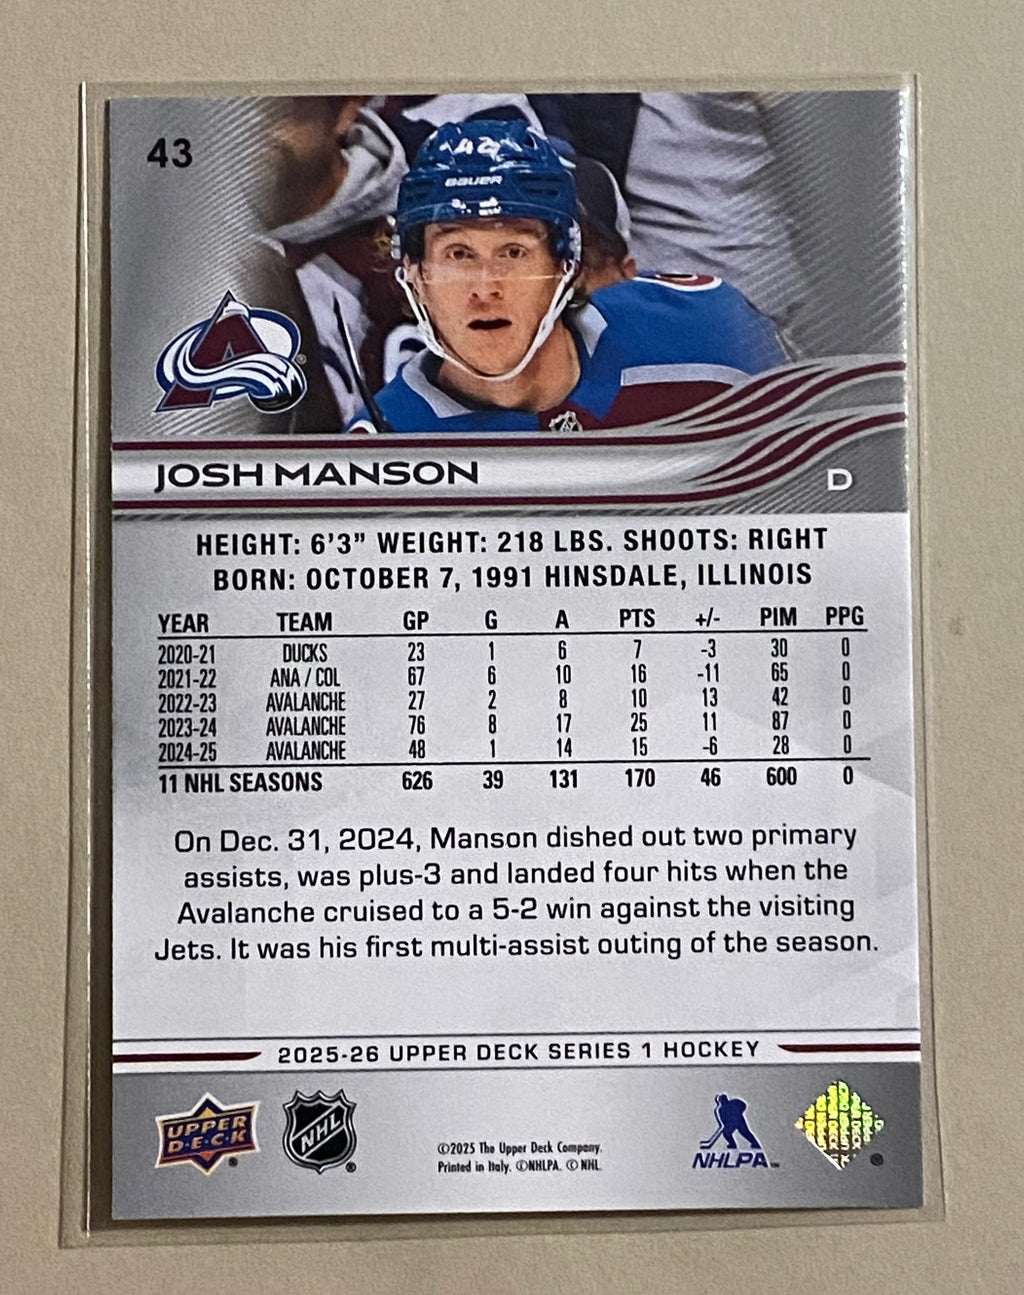 43
42
BAUER
JOSH MANSON
D
HEIGHT: 6'3" WEIGHT: 218 LBS. SHOOTS: RIGHT
BORN: OCTOBER 7, 1991 HINSDALE, ILLINOIS
YEAR TEAM GP G A PTS +/- PIM PPG
2020-21 DUCKS 23 1 6 7 -3 30 0
2021-22 ANA / COL 67 6 10 16 -11 65 0
2022-23 AVALANCHE 27 2 8 10 13 42 0
2023-24 AVALANCHE 76 8 17 25 11 87 0
2024-25 AVALANCHE 48 1 14 15 -6 28 0
11 NHL SEASONS 626 39 131 170 46 600 0
On Dec. 31, 2024, Manson dished out two primary
assists, was plus-3 and landed four hits when the
Avalanche cruised to a 5-2 win against the visiting
Jets. It was his first multi-assist outing of the season.
2025-26 UPPER DECK SERIES 1 HOCKEY
UPPER
D·E·C·K
®
NHL
®
©2025 The Upper Deck Company.
Printed in Italy. ©NHLPA. © NHL.
NHLPA™
®